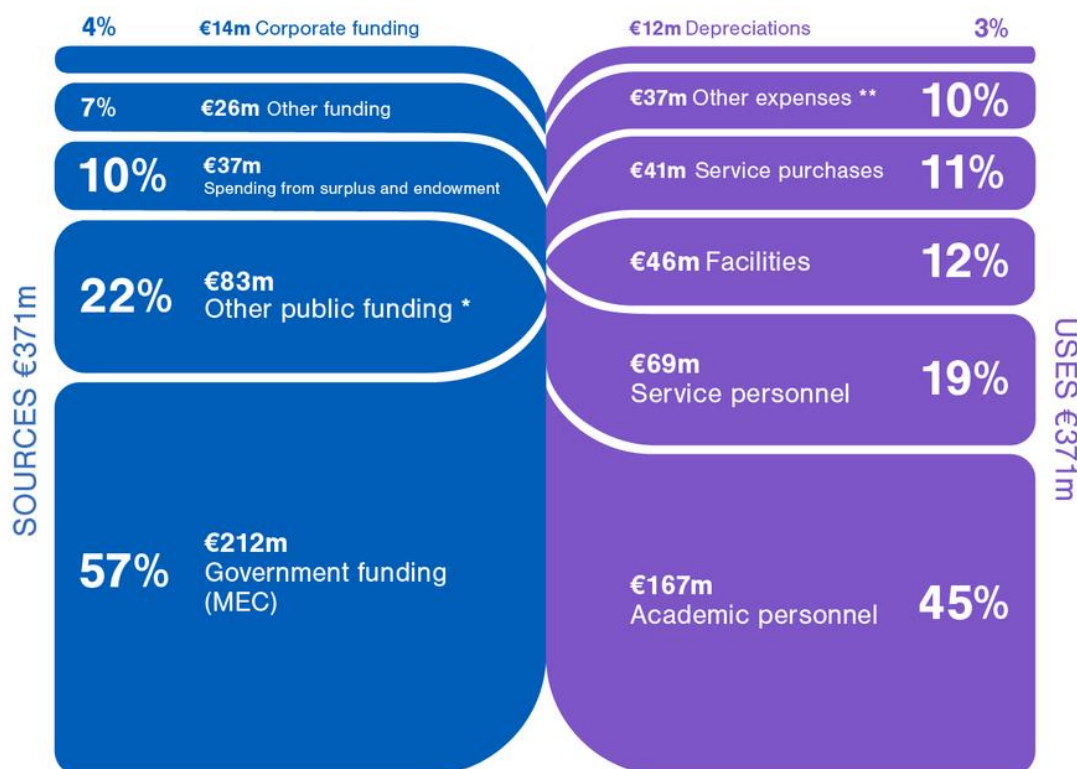 4%
€14m Corporate funding
7%
€26m Other funding
10%
€37m
Spending from surplus and endowment
22%
€83m
Other public funding *
57%
€212m
Government funding
(MEC)
SOURCES €371m
€12m Depreciations
3%
€37m Other expenses **
10%
€41m Service purchases
11%
€46m Facilities
12%
€69m
Service personnel
19%
€167m
Academic personnel
45%
USES €371m